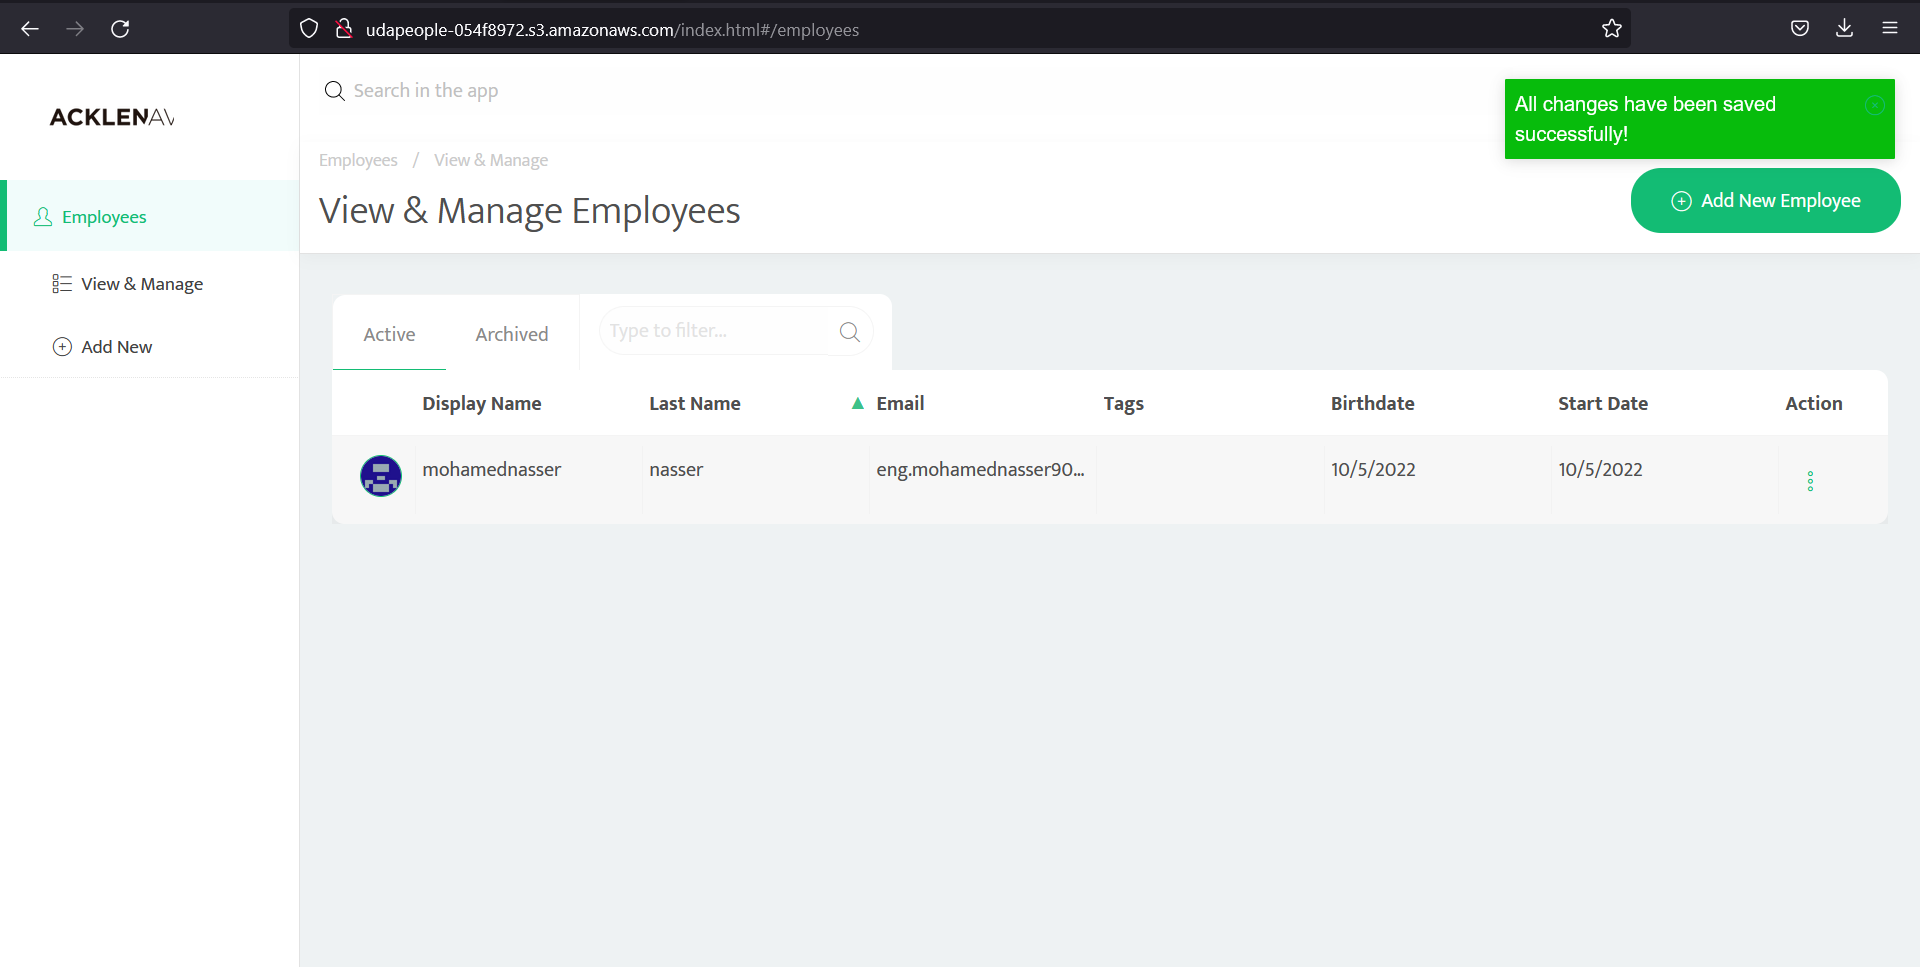 udapeople-054f8972.s3.amazonaws.com/index.html#/employees
ACKLENAV
Search in the app
All changes have been saved
successfully!
Employees / View & Manage
View & Manage Employees
Add New Employee
Employees
View & Manage
Add New
Active Archived Type to filter...
Display Name Last Name ▲ Email Tags Birthdate Start Date Action
mohamednasser nasser eng.mohamednasser90... 10/5/2022 10/5/2022